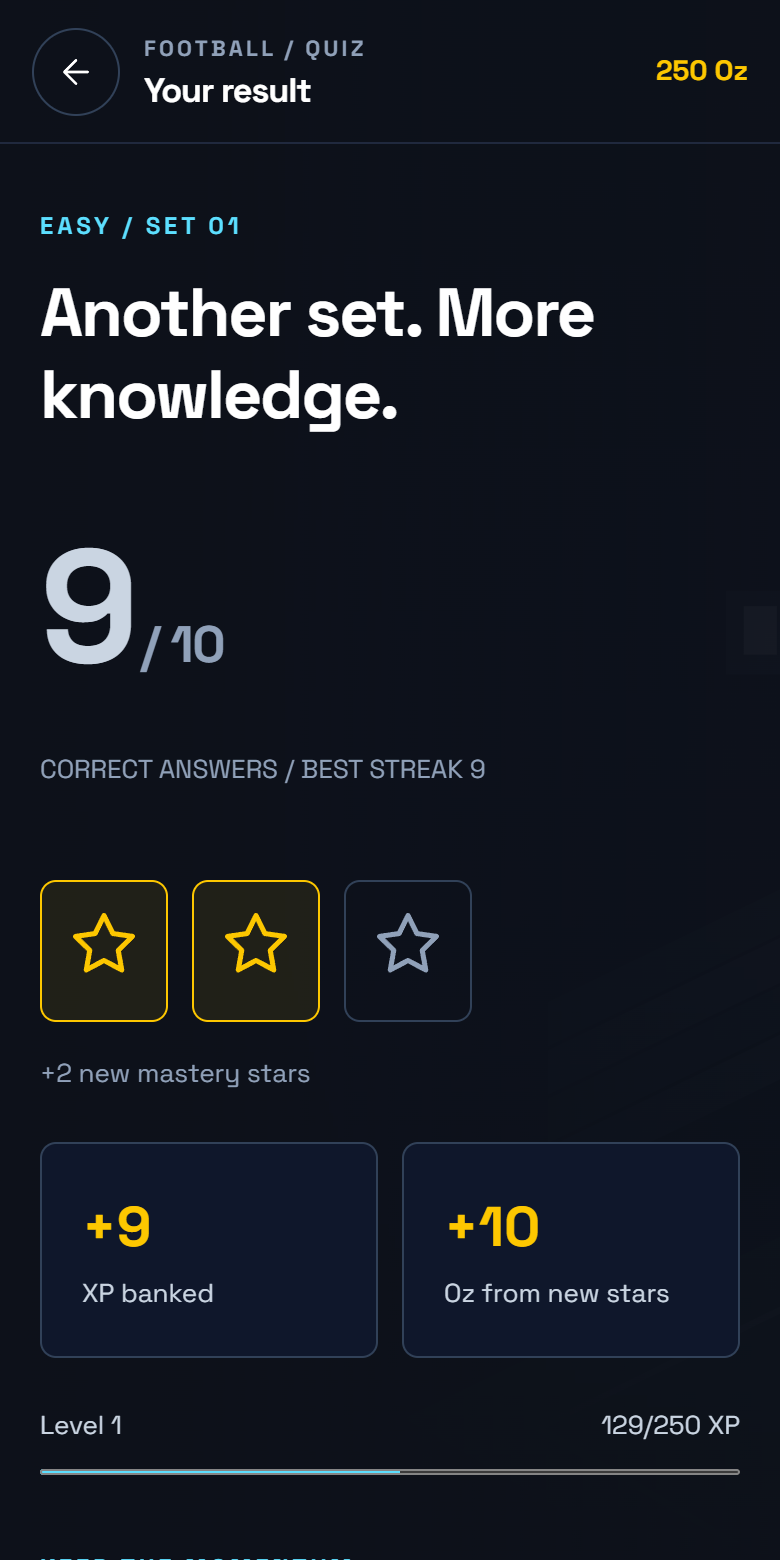 FOOTBALL / QUIZ
Your result
250 Oz
EASY / SET 01
Another set. More
knowledge.
9 / 10
CORRECT ANSWERS / BEST STREAK 9
+2 new mastery stars
+9
XP banked
+10
Oz from new stars
Level 1
129/250 XP